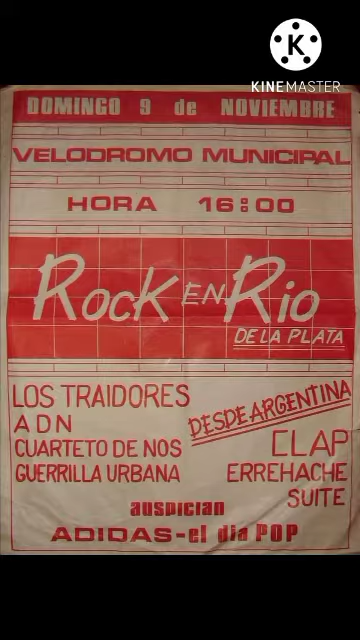 K
KINEMASTER
DOMINGO 9 de NOVIEMBRE
VELODROMO MUNICIPAL
HORA 16:00
Rock EN Rio
DE LA PLATA
LOS TRAIDORES
A D N
CUARTETO DE NOS
GUERRILLA URBANA
DESDE ARGENTINA
CLAP
ERREHACHE
SUITE
auspician
ADIDAS-el dia POP